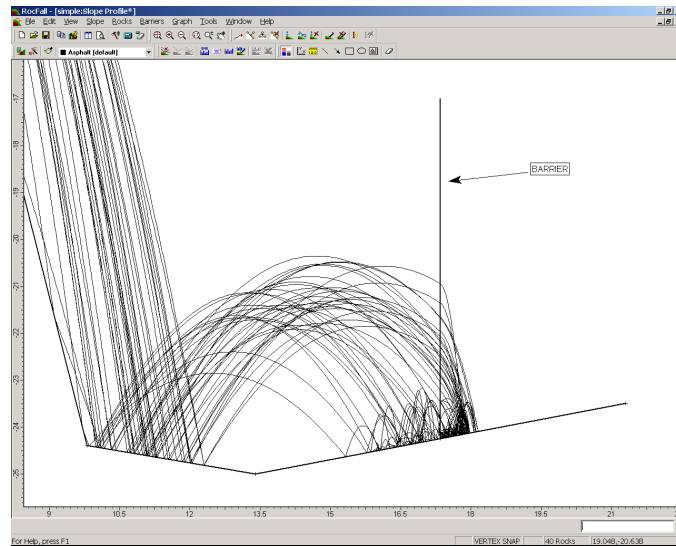 RocFall - [simple:Slope Profile*]
File Edit View Slope Rocks Barriers Graph Tools Window Help
Asphalt [default]
-17
-18
-19
BARRIER
-20
-21
-22
-23
-24
-25
9 10.5 12 13.5 15 16.5 18 19.5 21
For Help, press F1 VERTEX SNAP 40 Rocks 19.048,-20.638